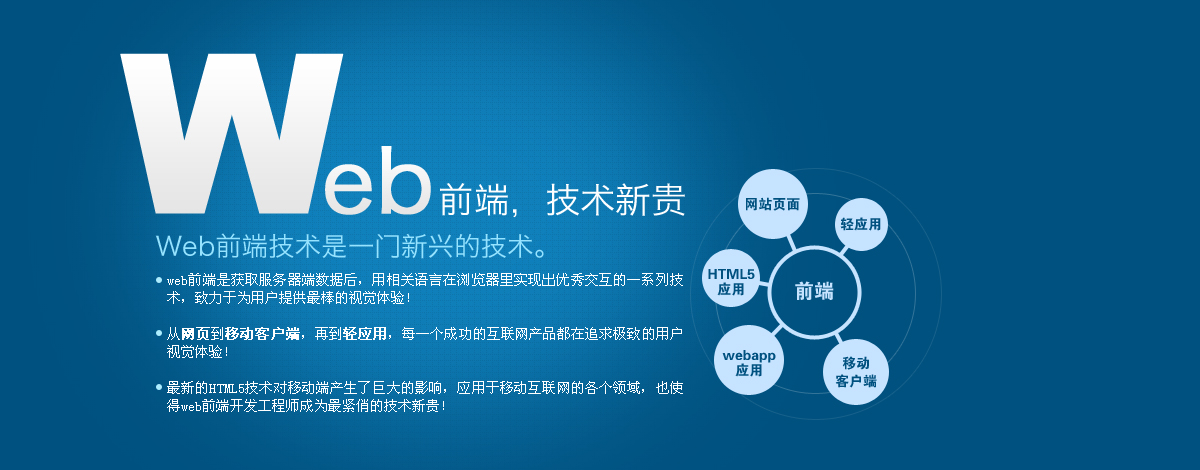 Web前端，技术新贵
Web前端技术是一门新兴的技术。
web前端是获取服务器端数据后，用相关语言在浏览器里实现出优秀交互的一系列技
术，致力于为用户提供最棒的视觉体验！
从网页到移动客户端，再到轻应用，每一个成功的互联网产品都在追求极致的用户
视觉体验！
最新的HTML5技术对移动端产生了巨大的影响，应用于移动互联网的各个领域，也使
得web前端开发工程师成为最紧俏的技术新贵！
网站页面
轻应用
HTML5
应用
前端
webapp
应用
移动
客户端